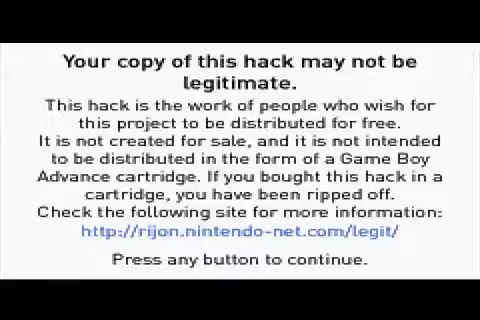 Your copy of this hack may not be
legitimate.
This hack is the work of people who wish for
this project to be distributed for free.
It is not created for sale, and it is not intended
to be distributed in the form of a Game Boy
Advance cartridge. If you bought this hack in a
cartridge, you have been ripped off.
Check the following site for more information:
http://rijon.nintendo-net.com/legit/
Press any button to continue.